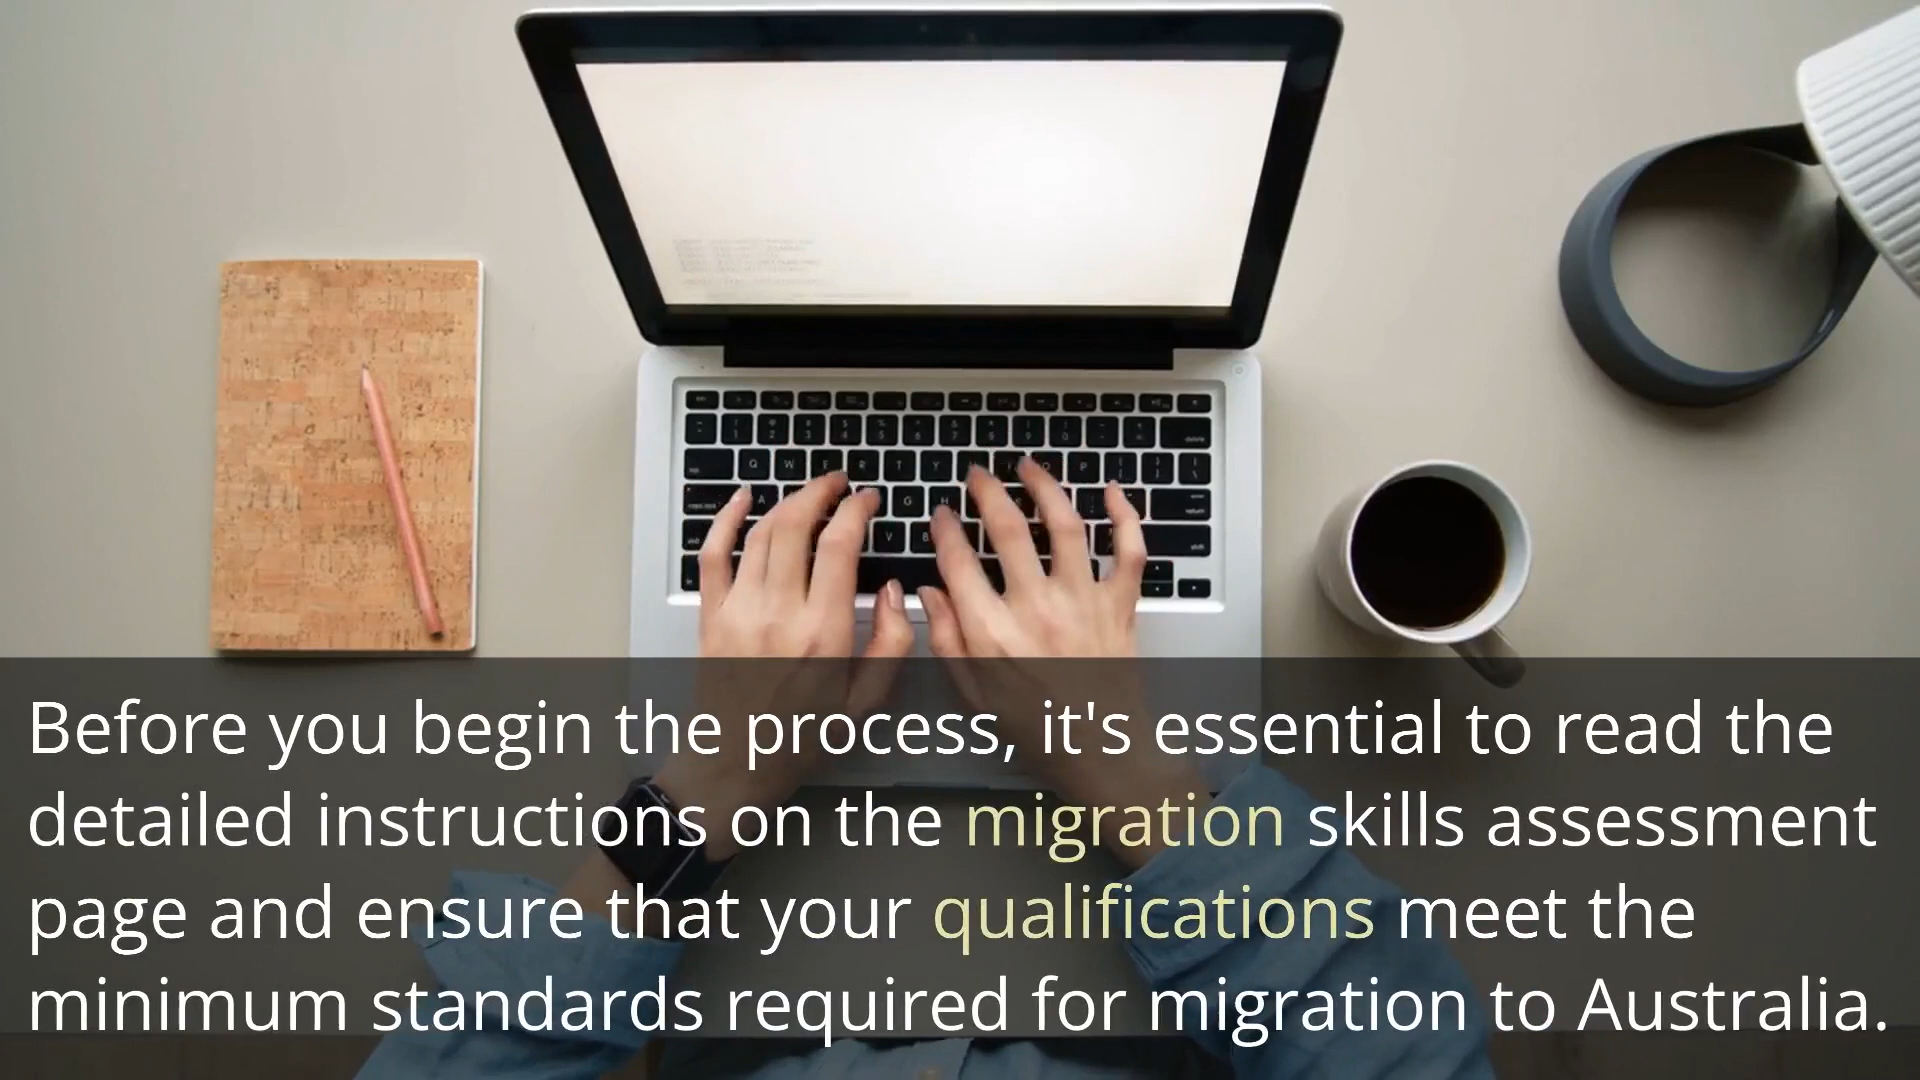 Before you begin the process, it's essential to read the
detailed instructions on the migration skills assessment
page and ensure that your qualifications meet the
minimum standards required for migration to Australia.